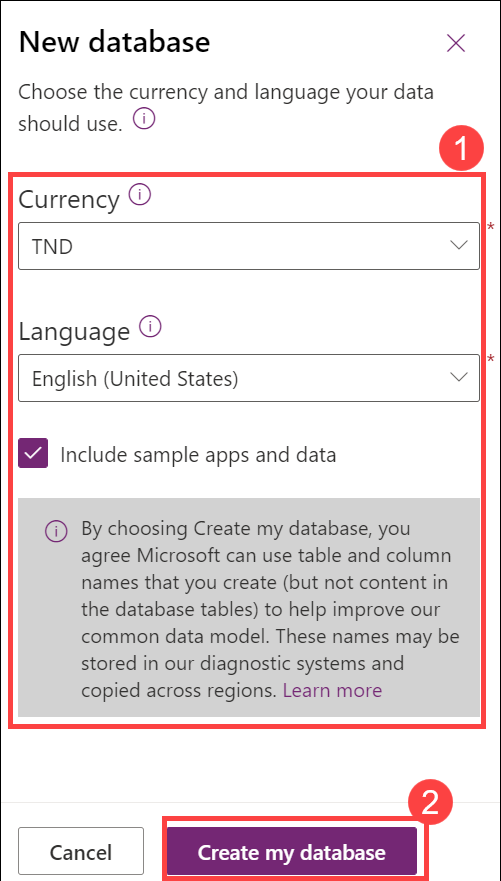 New database
Choose the currency and language your data
should use.
1
Currency
*
TND
Language
*
English (United States)
Include sample apps and data
By choosing Create my database, you
agree Microsoft can use table and column
names that you create (but not content in
the database tables) to help improve our
common data model. These names may be
stored in our diagnostic systems and
copied across regions. Learn more
2
Cancel
Create my database